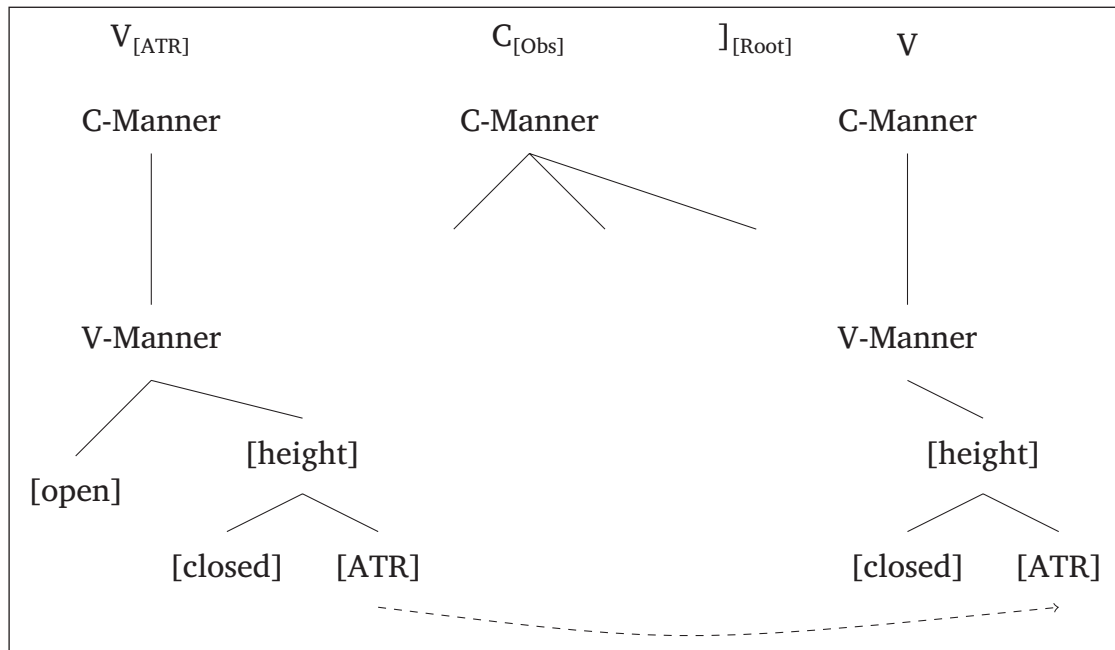 V[ATR] C[Obs] ][Root] V
C-Manner C-Manner C-Manner
V-Manner V-Manner
[height] [height]
[open]
[closed] [ATR] [closed] [ATR]